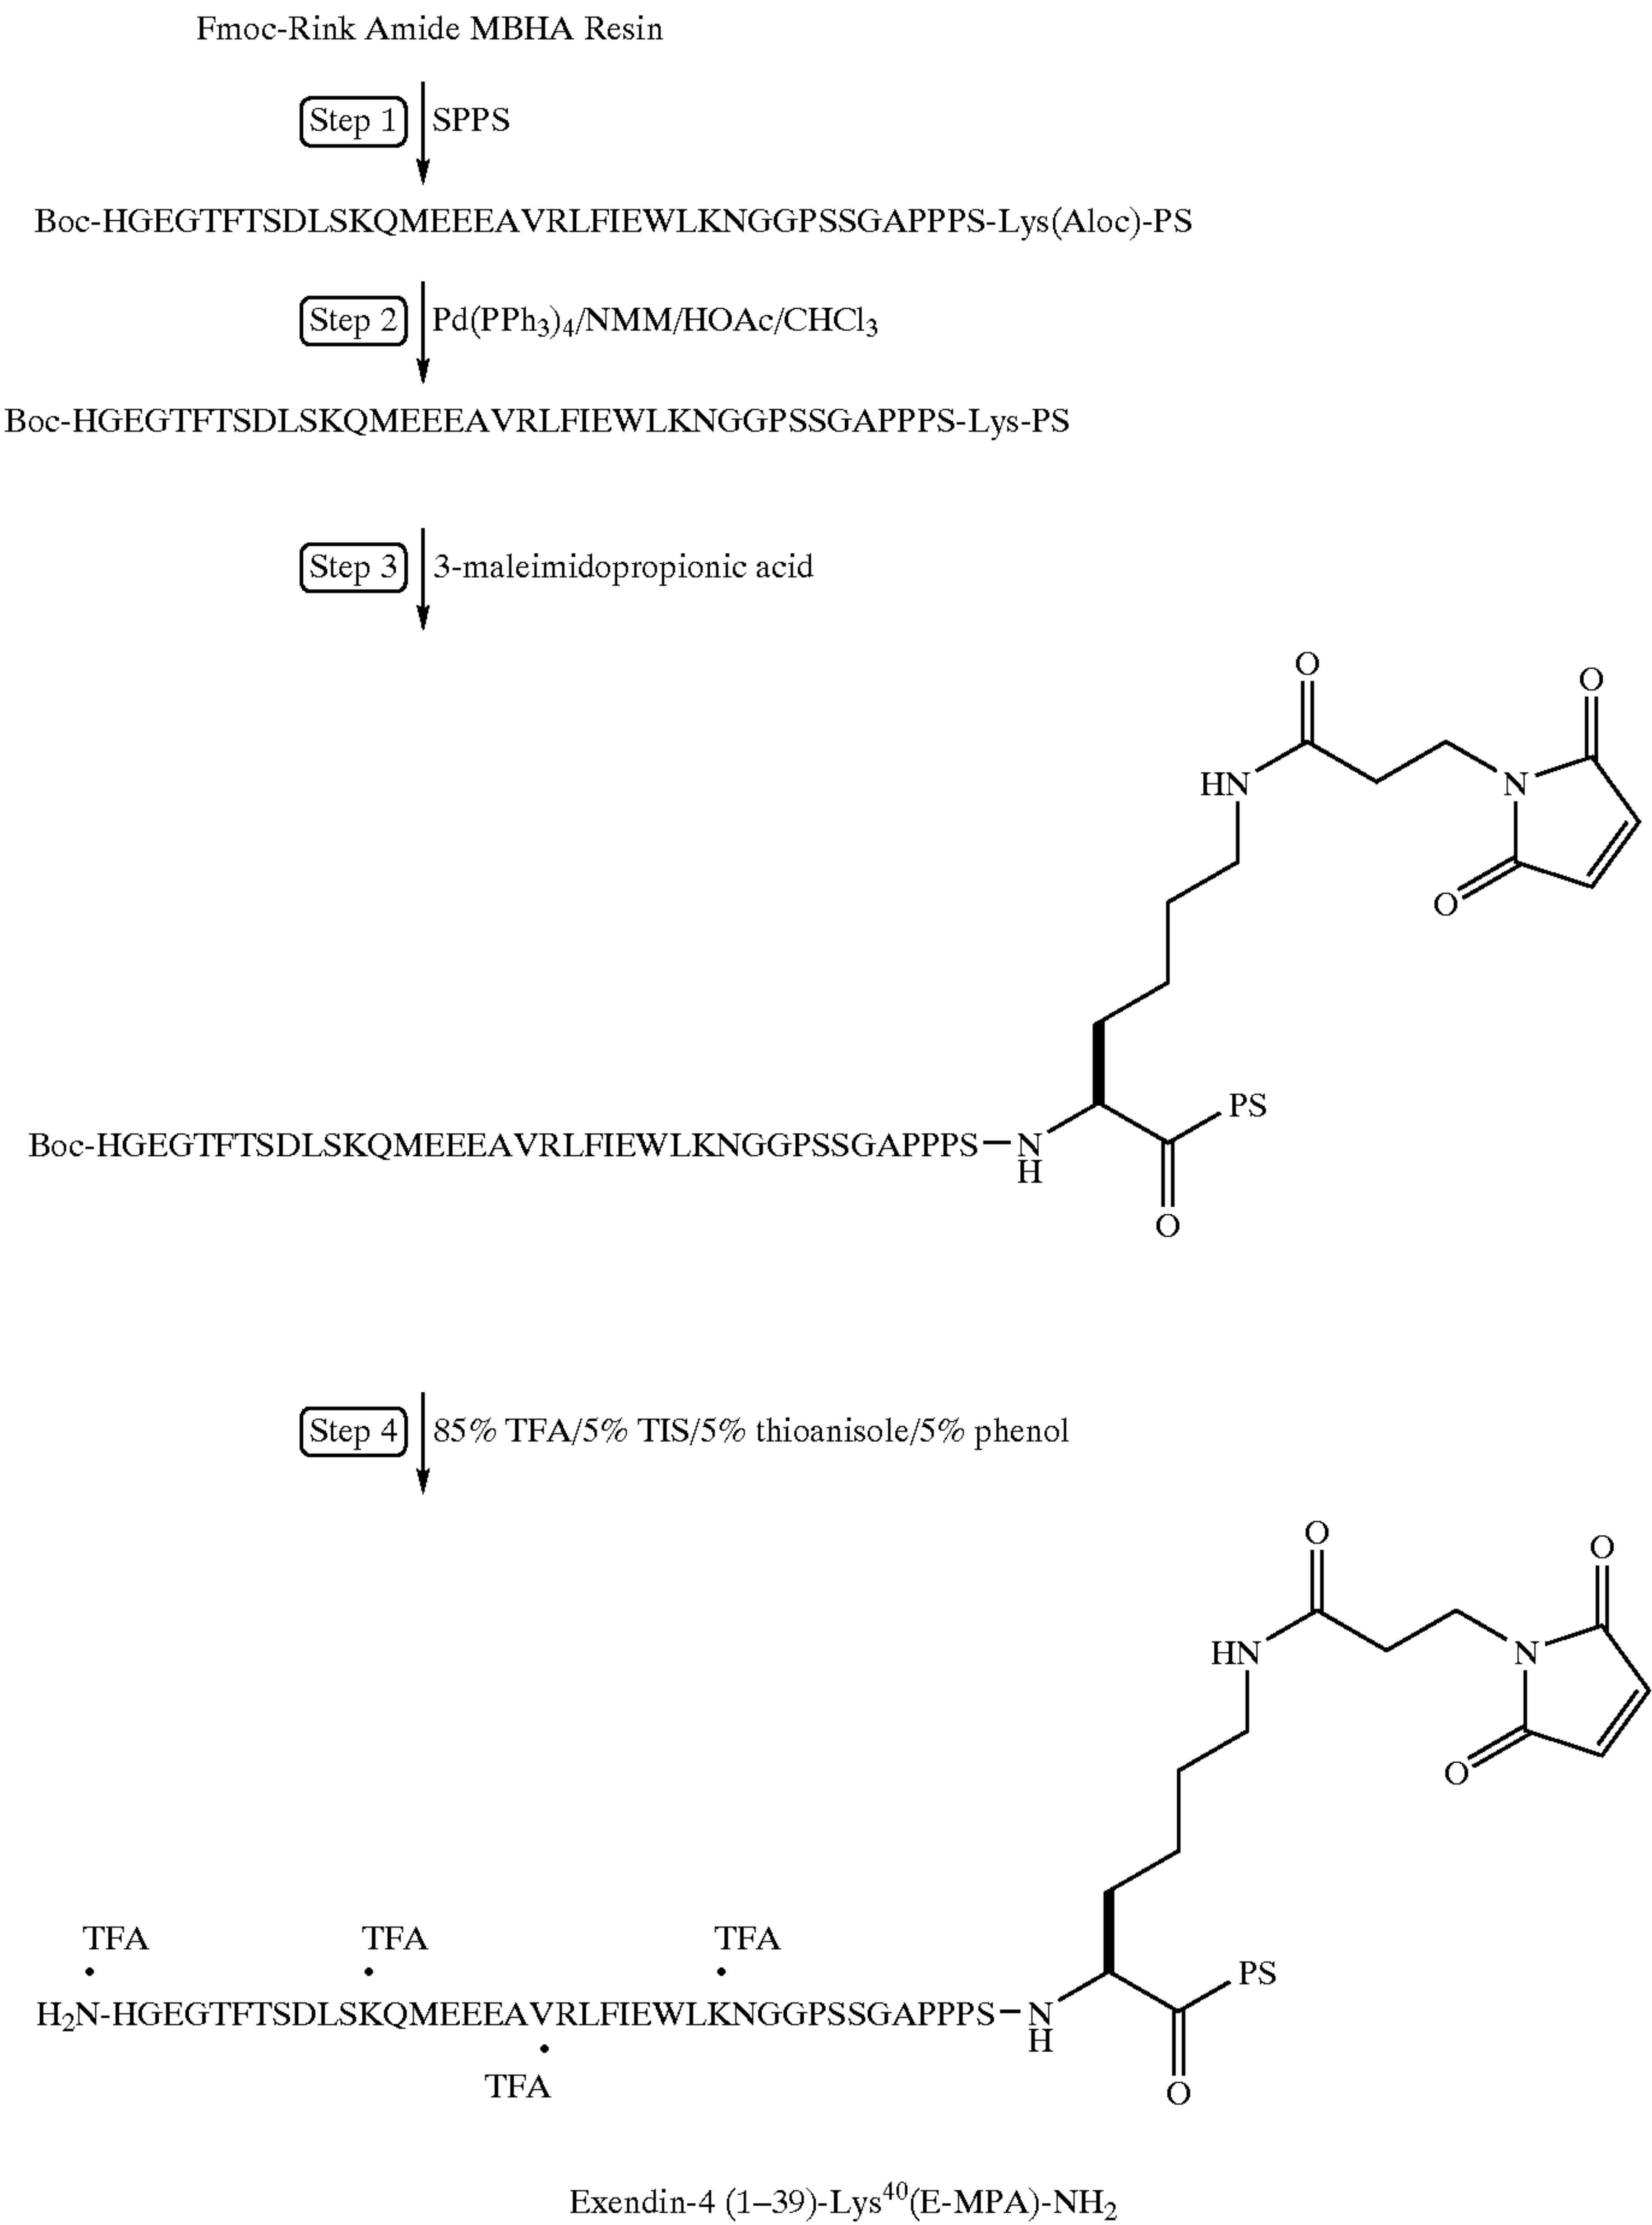 Fmoc-Rink Amide MBHA Resin
Step 1 SPPS
Boc-HGEGTFTSDLSKQMEEEAVRLFIEWLKNGGPSSGAPPPS-Lys(Aloc)-PS
Step 2 Pd(PPh3)4/NMM/HOAc/CHCl3
Boc-HGEGTFTSDLSKQMEEEAVRLFIEWLKNGGPSSGAPPPS-Lys-PS
Step 3 3-maleimidopropionic acid
O
O
HN
N
O
PS
Boc-HGEGTFTSDLSKQMEEEAVRLFIEWLKNGGPSSGAPPPS—N
H
O
Step 4 85% TFA/5% TIS/5% thioanisole/5% phenol
O
O
HN
N
O
TFA TFA TFA
PS
H2N-HGEGTFTSDLSKQMEEEAVRLFIEWLKNGGPSSGAPPPS—N
H
TFA
O
Exendin-4 (1–39)-Lys40(E-MPA)-NH2